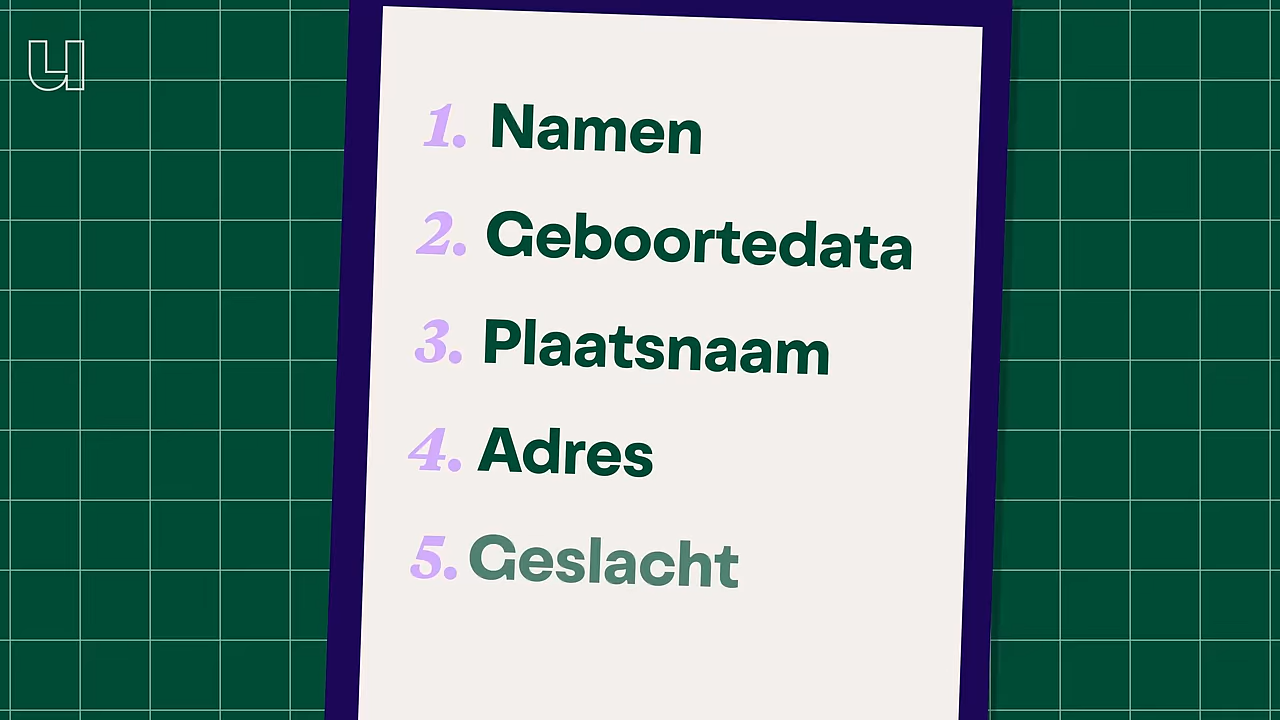 u
1. Namen
2. Geboortedata
3. Plaatsnaam
4. Adres
5. Geslacht